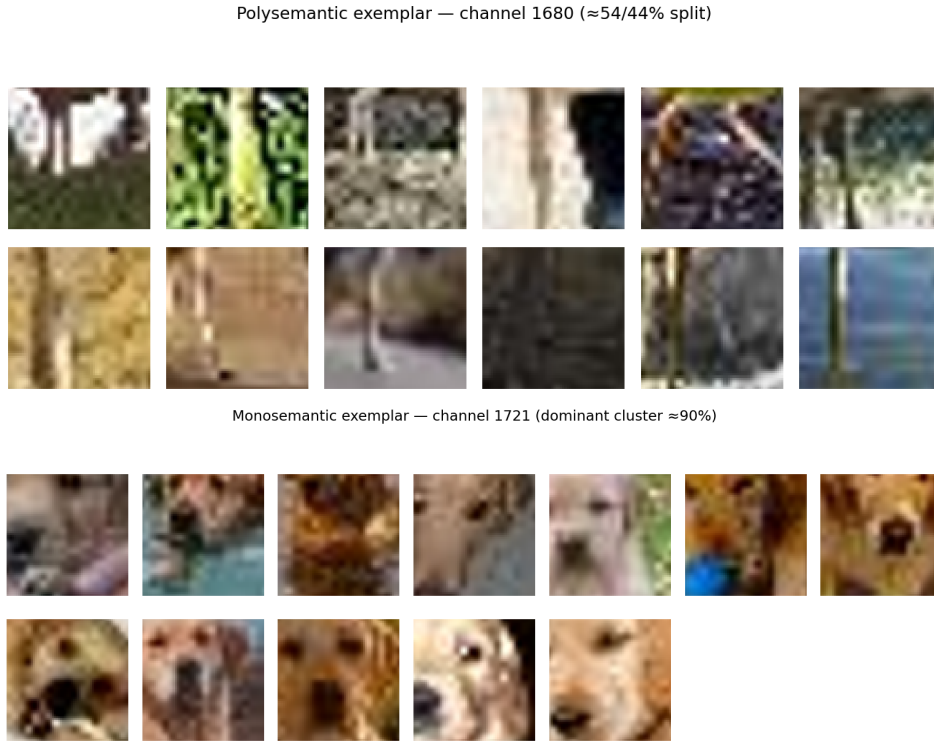 Polysemantic exemplar — channel 1680 (≈54/44% split)
Monosemantic exemplar — channel 1721 (dominant cluster ≈90%)